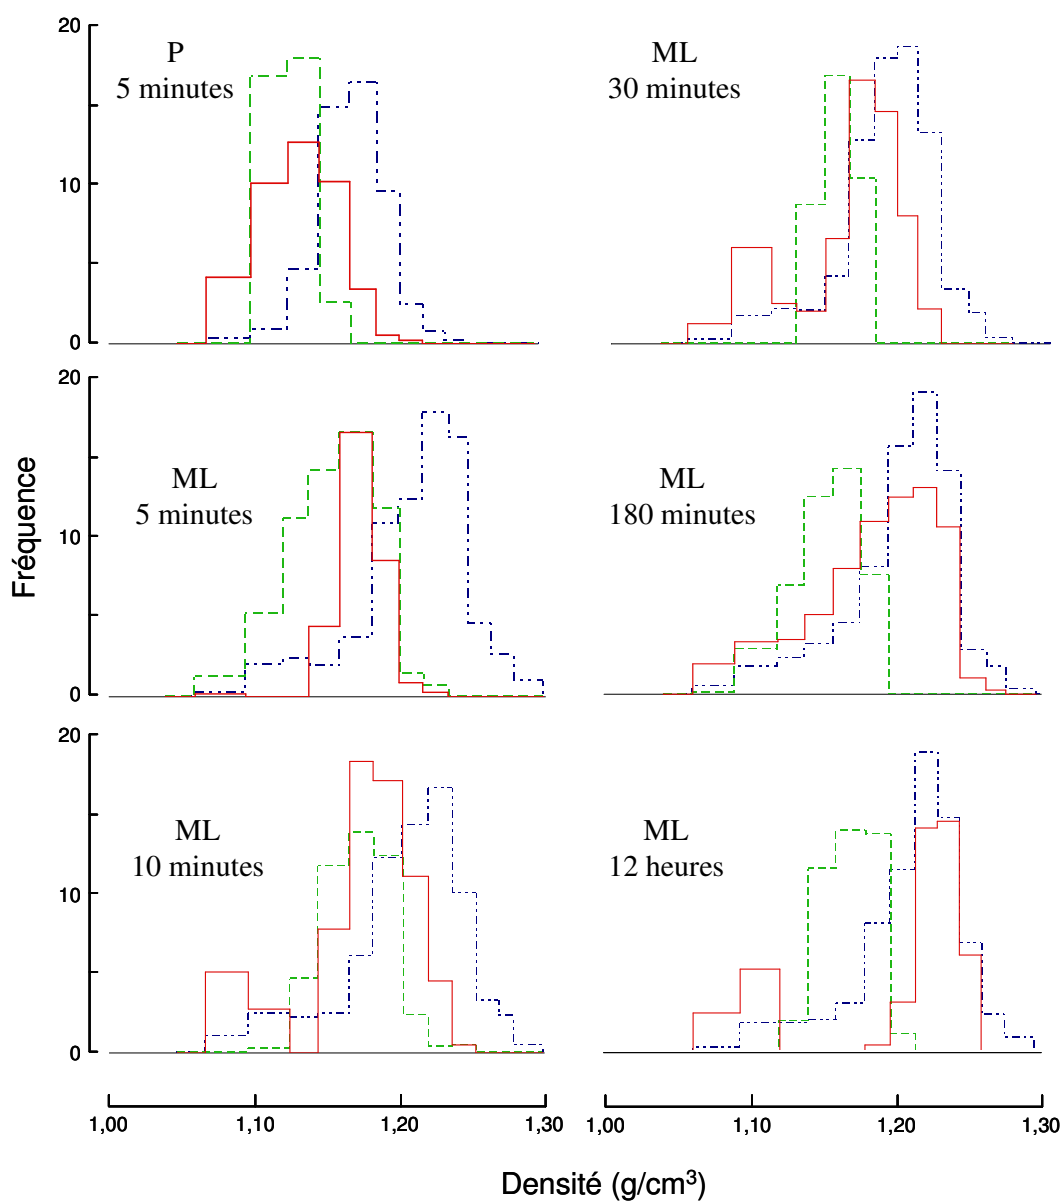 20
10
0
P
5 minutes
ML
30 minutes
20
10
0
Fréquence
ML
5 minutes
ML
180 minutes
20
10
0
ML
10 minutes
ML
12 heures
1,00 1,10 1,20 1,30
1,00 1,10 1,20 1,30
Densité (g/cm³)